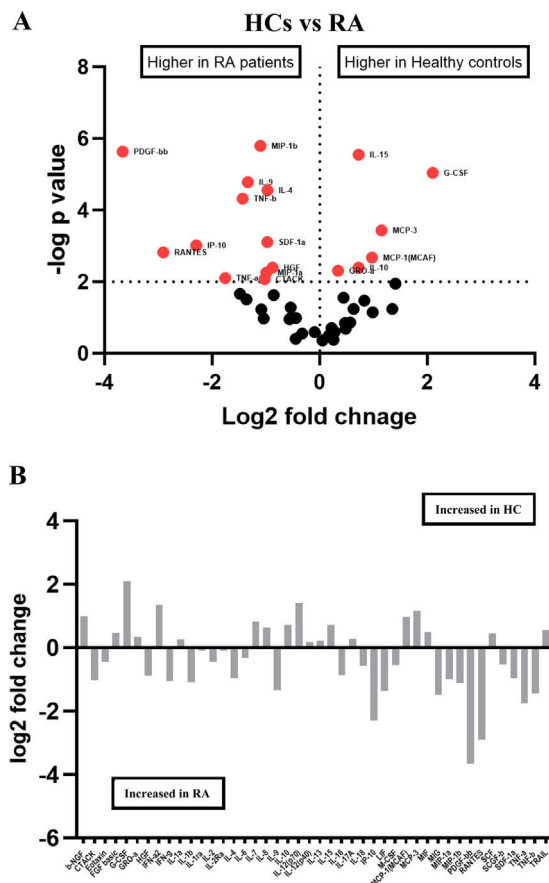 A
HCs vs RA
Higher in RA patients
Higher in Healthy controls
8
6
4
2
0
-log p value
PDGF-bb
MIP-1b
IL-15
IL-9
IL-4
G-CSF
TNF-b
MCP-3
SDF-1a
IP-10
RANTES
MCP-1(MCAF)
HGF
IL-10
MIP-1a
TNF-a
CTACK
-4
-2
0
2
4
Log2 fold chnage
B
Increased in HC
4
2
0
-2
-4
-6
log2 fold change
Increased in RA
b-NGF
CTACK
Eotaxin
FGF basic
G-CSF
GRO-a
HGF
IFN-a2
IFN-g
IL-1a
IL-1b
IL-1ra
IL-2
IL-2Ra
IL-4
IL-6
IL-7
IL-8
IL-9
IL-10
IL-12(p70)
IL-12(p40)
IL-13
IL-15
IL-16
IL-17A
IL-18
IP-10
LIF
M-CSF
MCP-1(MCAF)
MCP-3
MIF
MIG
MIP-1a
MIP-1b
PDGF-bb
RANTES
SCF
SCGF-b
SDF-1a
TNF-a
TNF-b
RAIL